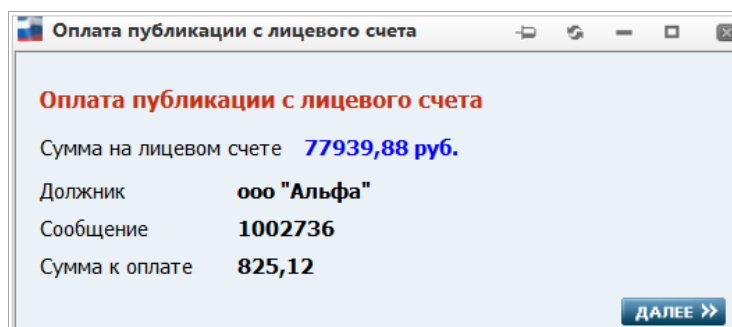 Оплата публикации с лицевого счета
Оплата публикации с лицевого счета
Сумма на лицевом счете 77939,88 руб.
Должник ооо "Альфа"
Сообщение 1002736
Сумма к оплате 825,12
ДАЛЕЕ